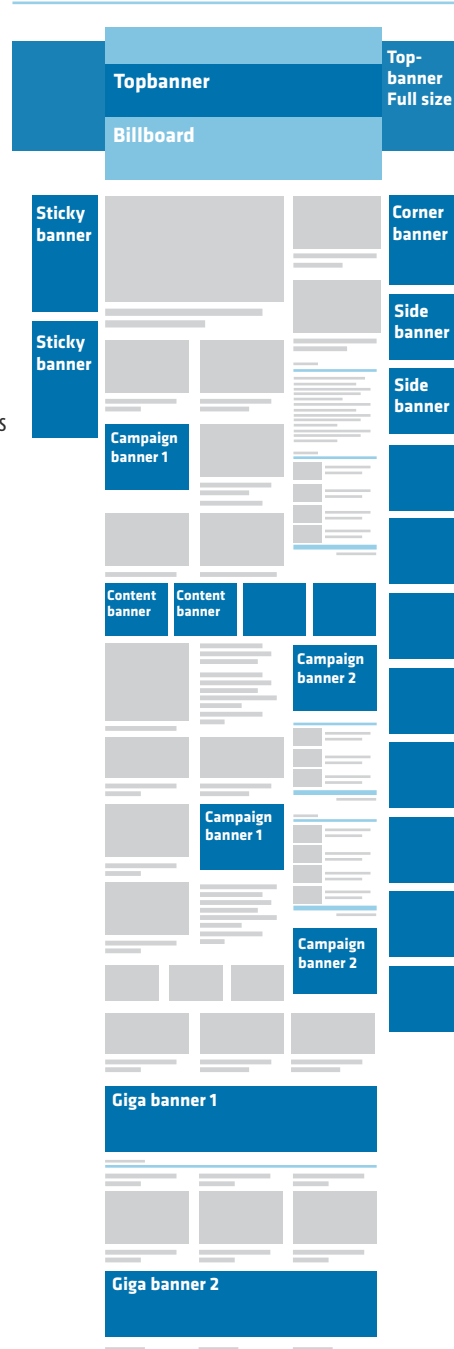 Topbanner
Billboard
Top-
banner
Full size
Sticky
banner
Corner
banner
Side
banner
Sticky
banner
Side
banner
s
Campaign
banner 1
Content
banner
Content
banner
Campaign
banner 2
Campaign
banner 1
Campaign
banner 2
Giga banner 1
Giga banner 2